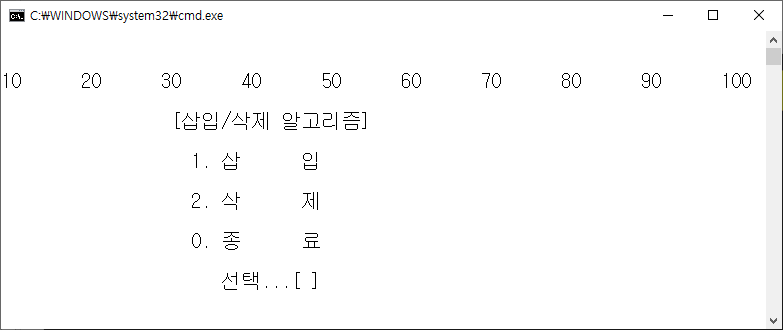 C:₩WINDOWS₩system32₩cmd.exe
10 20 30 40 50 60 70 80 90 100
[삽입/삭제 알고리즘]
1. 삽 입
2. 삭 제
0. 종 료
선택...[ ]